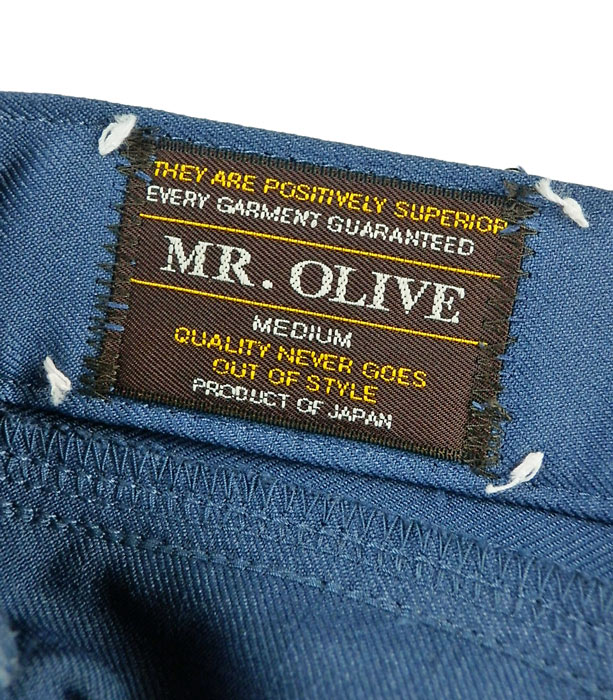 THEY ARE POSITIVELY SUPERIOR
EVERY GARMENT GUARANTEED
MR. OLIVE
MEDIUM
QUALITY NEVER GOES
OUT OF STYLE
PRODUCT OF JAPAN